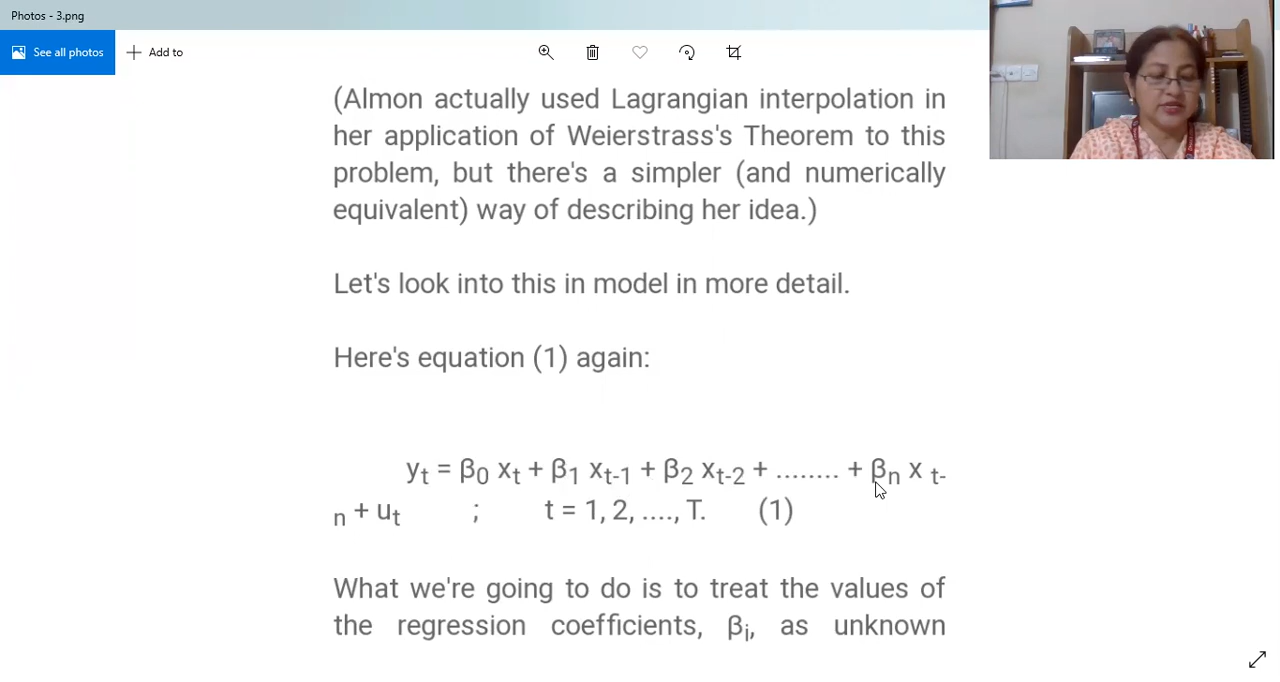 Photos - 3.png
See all photos
Add to
(Almon actually used Lagrangian interpolation in
her application of Weierstrass's Theorem to this
problem, but there's a simpler (and numerically
equivalent) way of describing her idea.)
Let's look into this in model in more detail.
Here's equation (1) again:
yt = β0 xt + β1 xt-1 + β2 xt-2 + ........ + βn x t-
n + ut ; t = 1, 2, ...., T. (1)
What we're going to do is to treat the values of
the regression coefficients, βi, as unknown